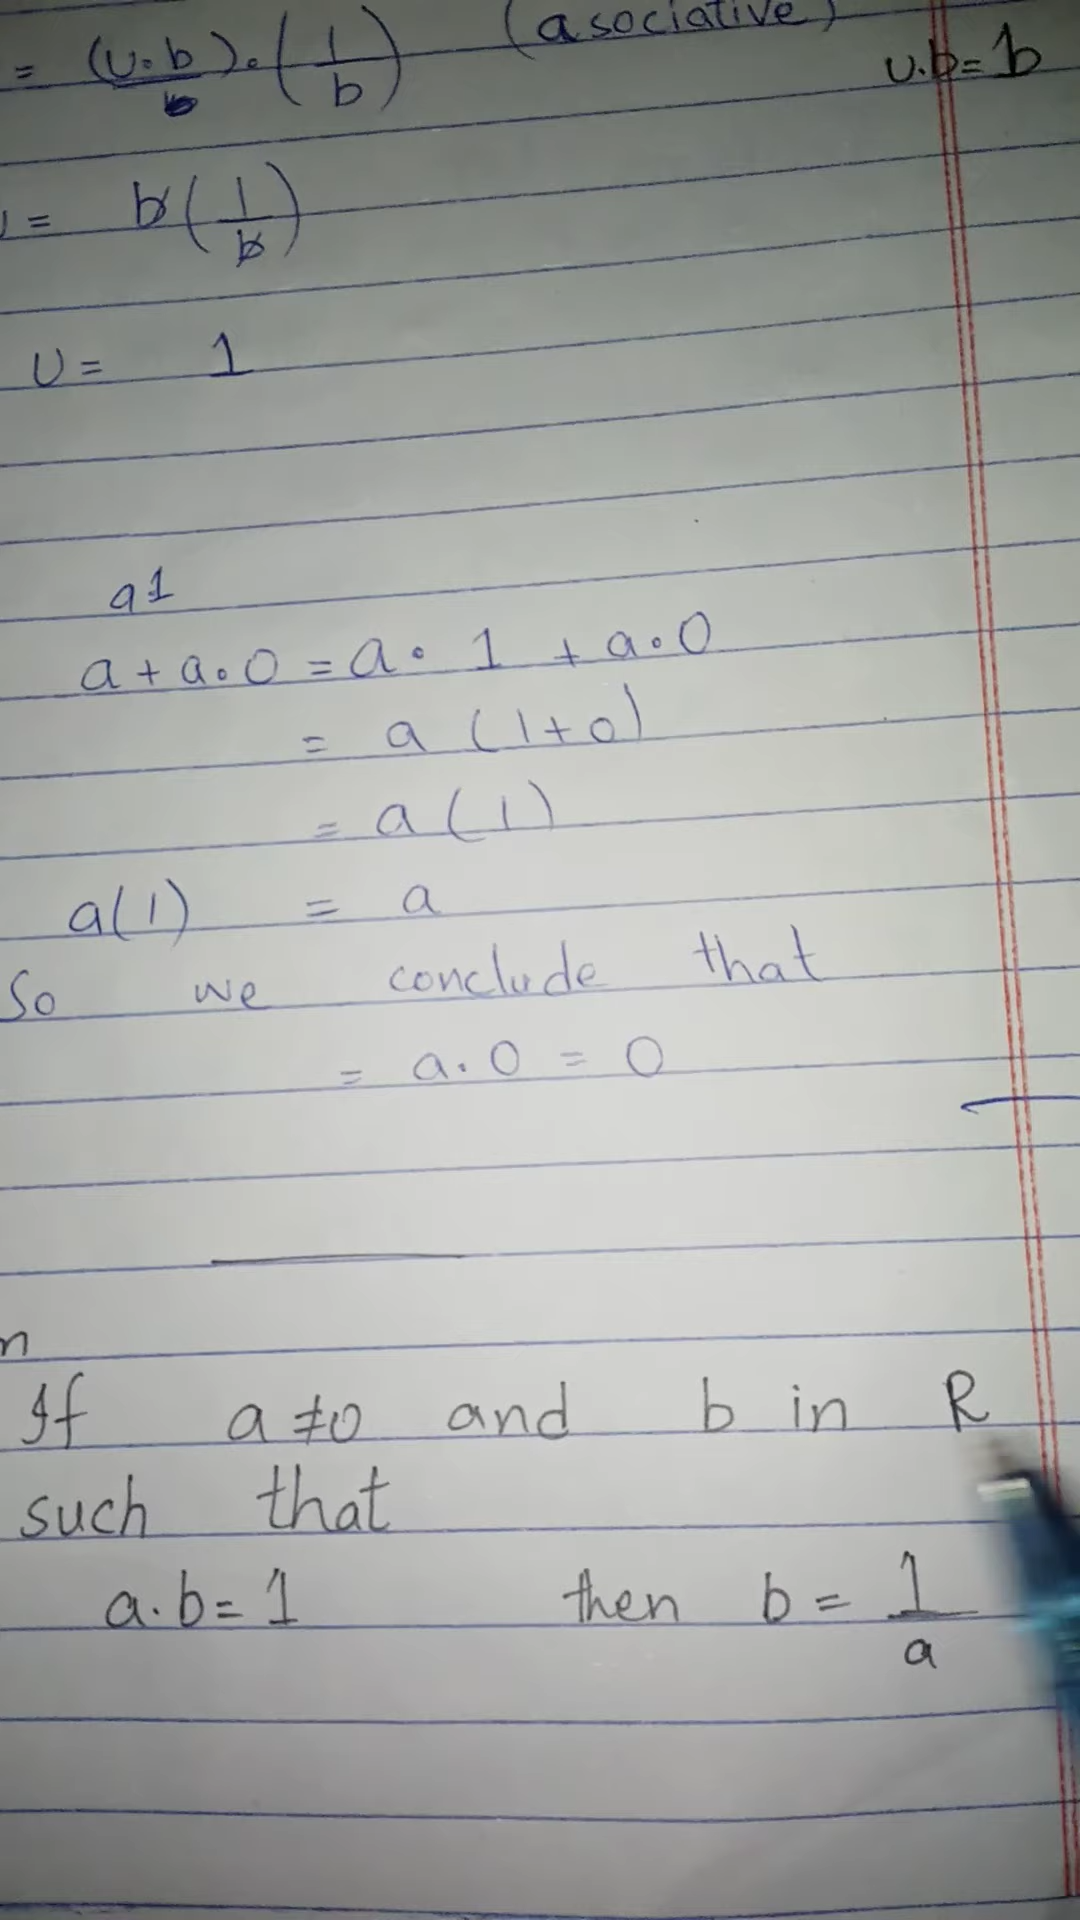 = (U.b).(1/b) (asociative)
U.b = b
= b(1/b)
U = 1
a1
a + a.0 = a. 1 + a.0
= a (1+0)
= a (1)
a(1) = a
So we conclude that
= a.0 = 0
If a≠0 and b in R
such that
a.b = 1 then b = 1/a